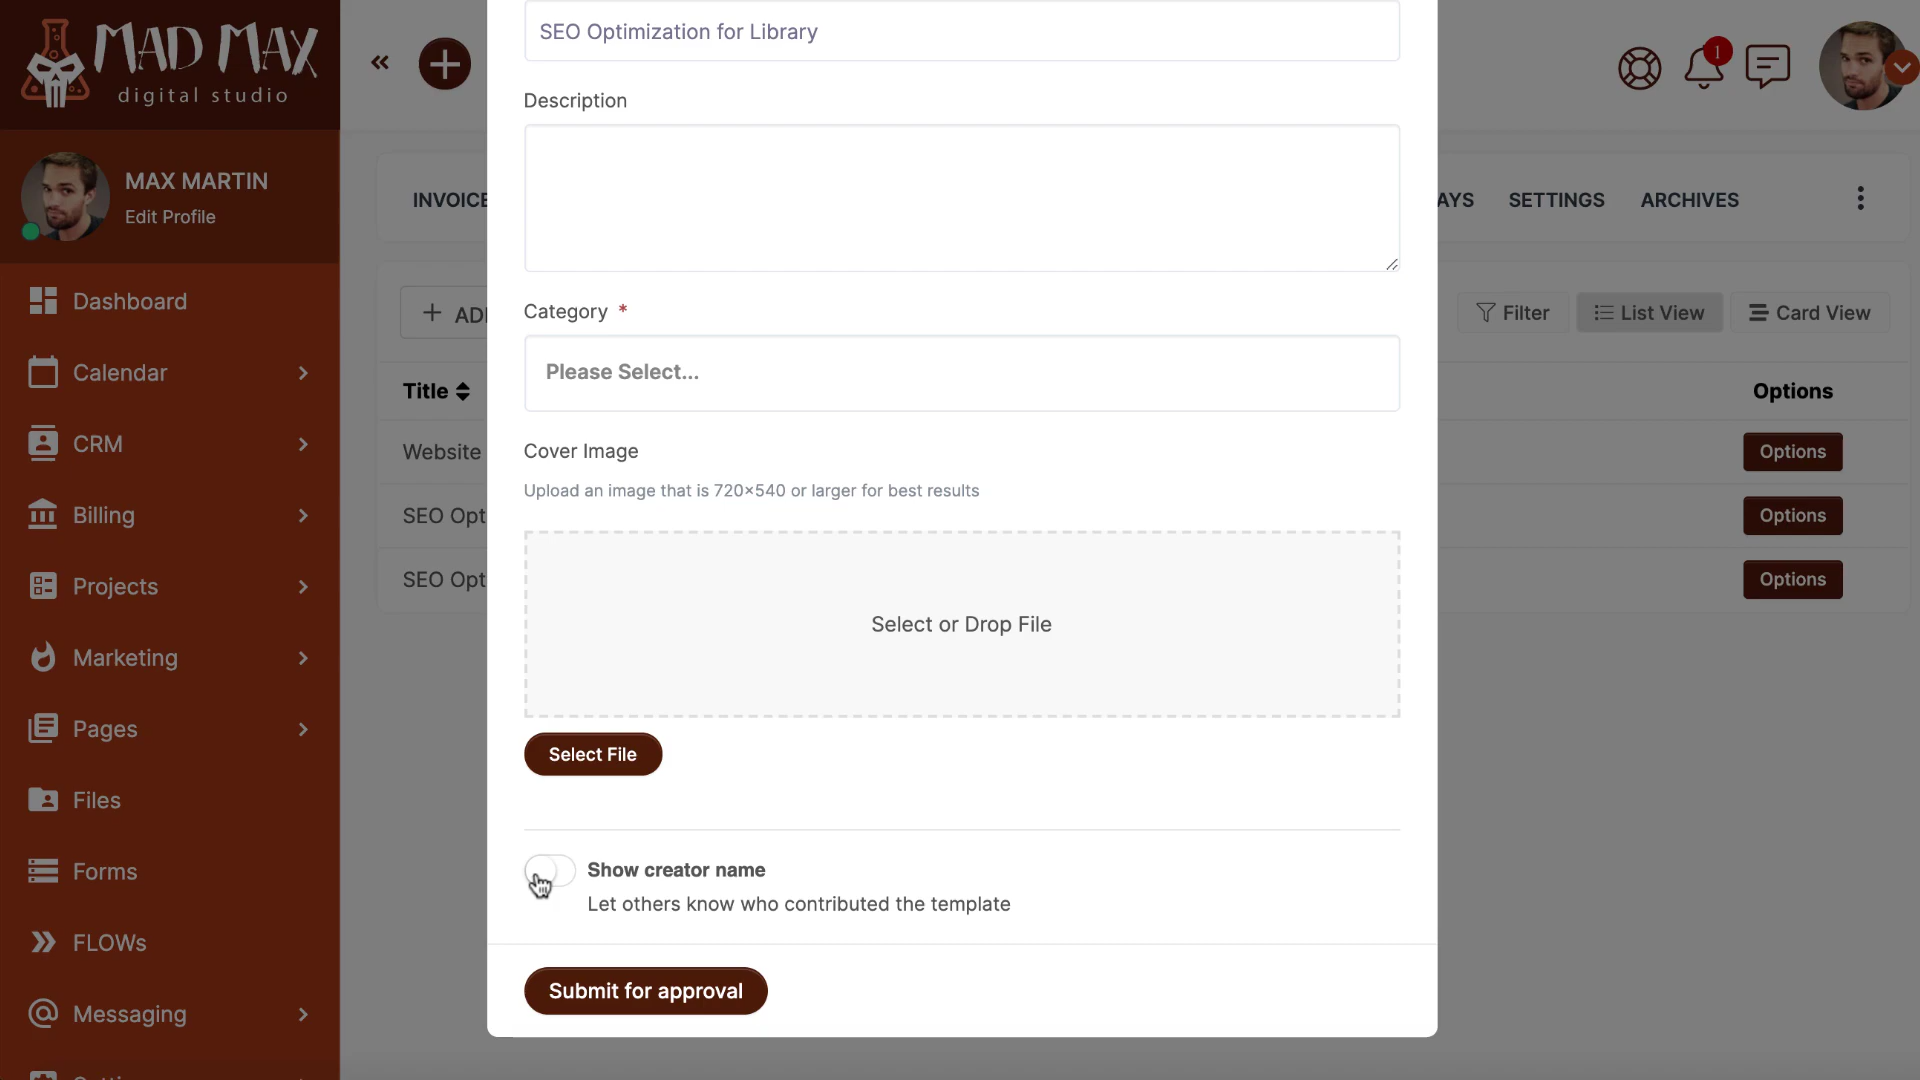 MAD MAX
digital studio
1
SEO Optimization for Library
Description
MAX MARTIN
Edit Profile
INVOICE
AYS
SETTINGS
ARCHIVES
Dashboard
Calendar
CRM
Billing
Projects
Marketing
Pages
Files
Forms
FLOWs
Messaging
Category *
Please Select...
Cover Image
Upload an image that is 720×540 or larger for best results
Select or Drop File
Select File
Show creator name
Let others know who contributed the template
Submit for approval
+ ADD
Filter
List View
Card View
Title
Options
Website
Options
SEO Opt
Options
SEO Opt
Options